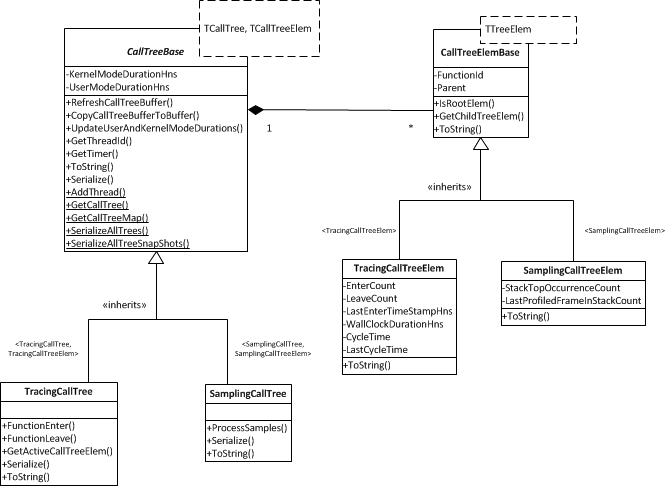 TCallTree, TCallTreeElem
CallTreeBase
-KernelModeDurationHns
-UserModeDurationHns
+RefreshCallTreeBuffer()
+CopyCallTreeBufferToBuffer()
+UpdateUserAndKernelModeDurations()
+GetThreadId()
+GetTimer()
+ToString()
+Serialize()
+AddThread()
+GetCallTree()
+GetCallTreeMap()
+SerializeAllTrees()
+SerializeAllTreeSnapShots()
1
*
TTreeElem
CallTreeElemBase
-FunctionId
-Parent
+IsRootElem()
+GetChildTreeElem()
+ToString()
«inherits»
<TracingCallTreeElem>
<SamplingCallTreeElem>
TracingCallTreeElem
-EnterCount
-LeaveCount
-LastEnterTimeStampHns
-WallClockDurationHns
-CycleTime
-LastCycleTime
+ToString()
SamplingCallTreeElem
-StackTopOccurrenceCount
-LastProfiledFrameInStackCount
+ToString()
«inherits»
<TracingCallTree,
TracingCallTreeElem>
<SamplingCallTree,
SamplingCallTreeElem>
TracingCallTree
+FunctionEnter()
+FunctionLeave()
+GetActiveCallTreeElem()
+Serialize()
+ToString()
SamplingCallTree
+ProcessSamples()
+Serialize()
+ToString()